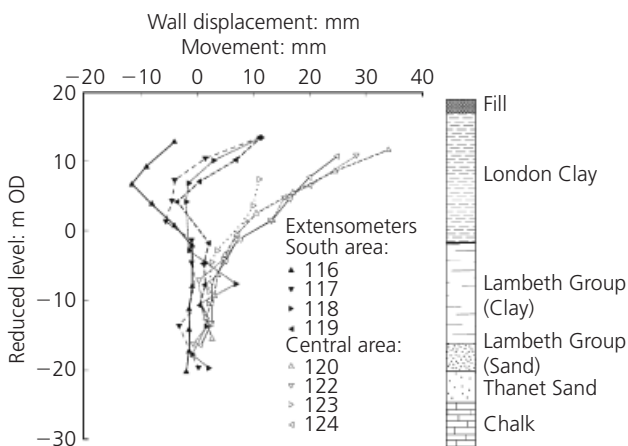 Wall displacement: mm
Movement: mm
−20 −10 0 10 20 30 40
20
10
0
−10
−20
−30
Reduced level: m OD
Extensometers
South area:
116
117
118
119
Central area:
120
122
123
124
Fill
London Clay
Lambeth Group
(Clay)
Lambeth Group
(Sand)
Thanet Sand
Chalk